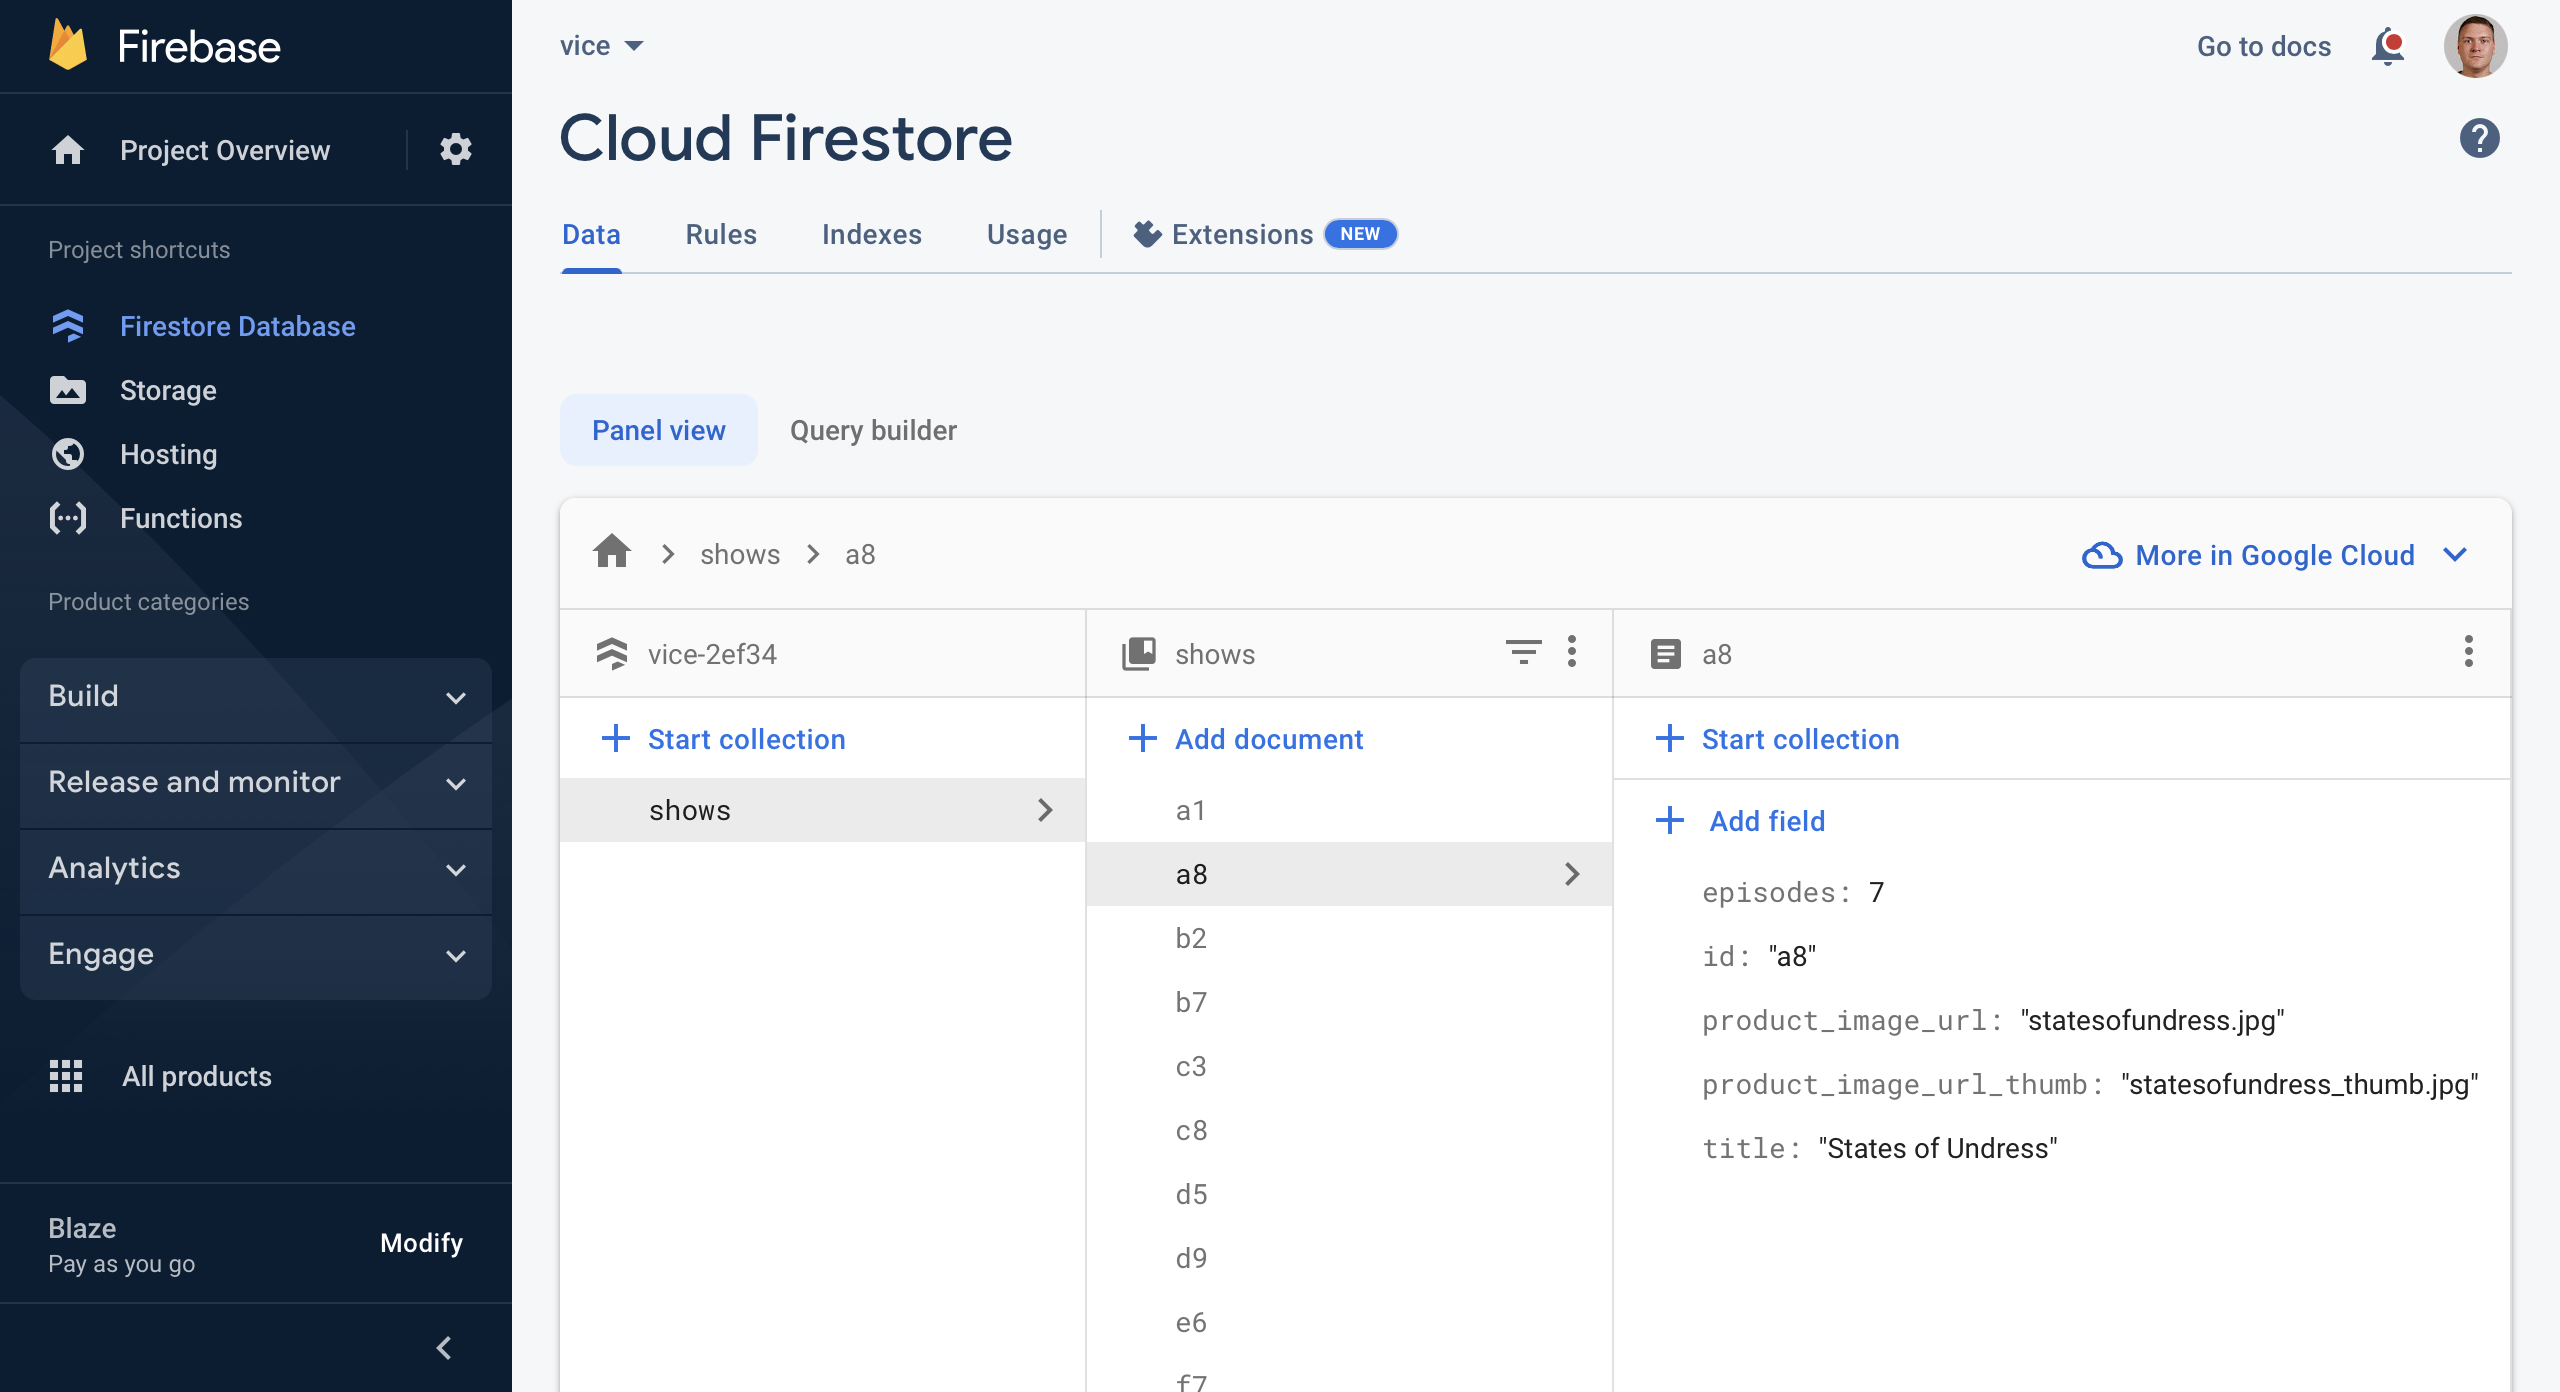 Firebase
Project Overview
Project shortcuts
Firestore Database
Storage
Hosting
Functions
Product categories
Build
Release and monitor
Analytics
Engage
All products
Blaze
Pay as you go
Modify
vice
Go to docs
Cloud Firestore
Data Rules Indexes Usage Extensions NEW
Panel view Query builder
shows a8
More in Google Cloud
vice-2ef34
Start collection
shows
shows
Add document
a1
a8
b2
b7
c3
c8
d5
d9
e6
f7
a8
Start collection
Add field
episodes: 7
id: "a8"
product_image_url: "statesofundress.jpg"
product_image_url_thumb: "statesofundress_thumb.jpg"
title: "States of Undress"